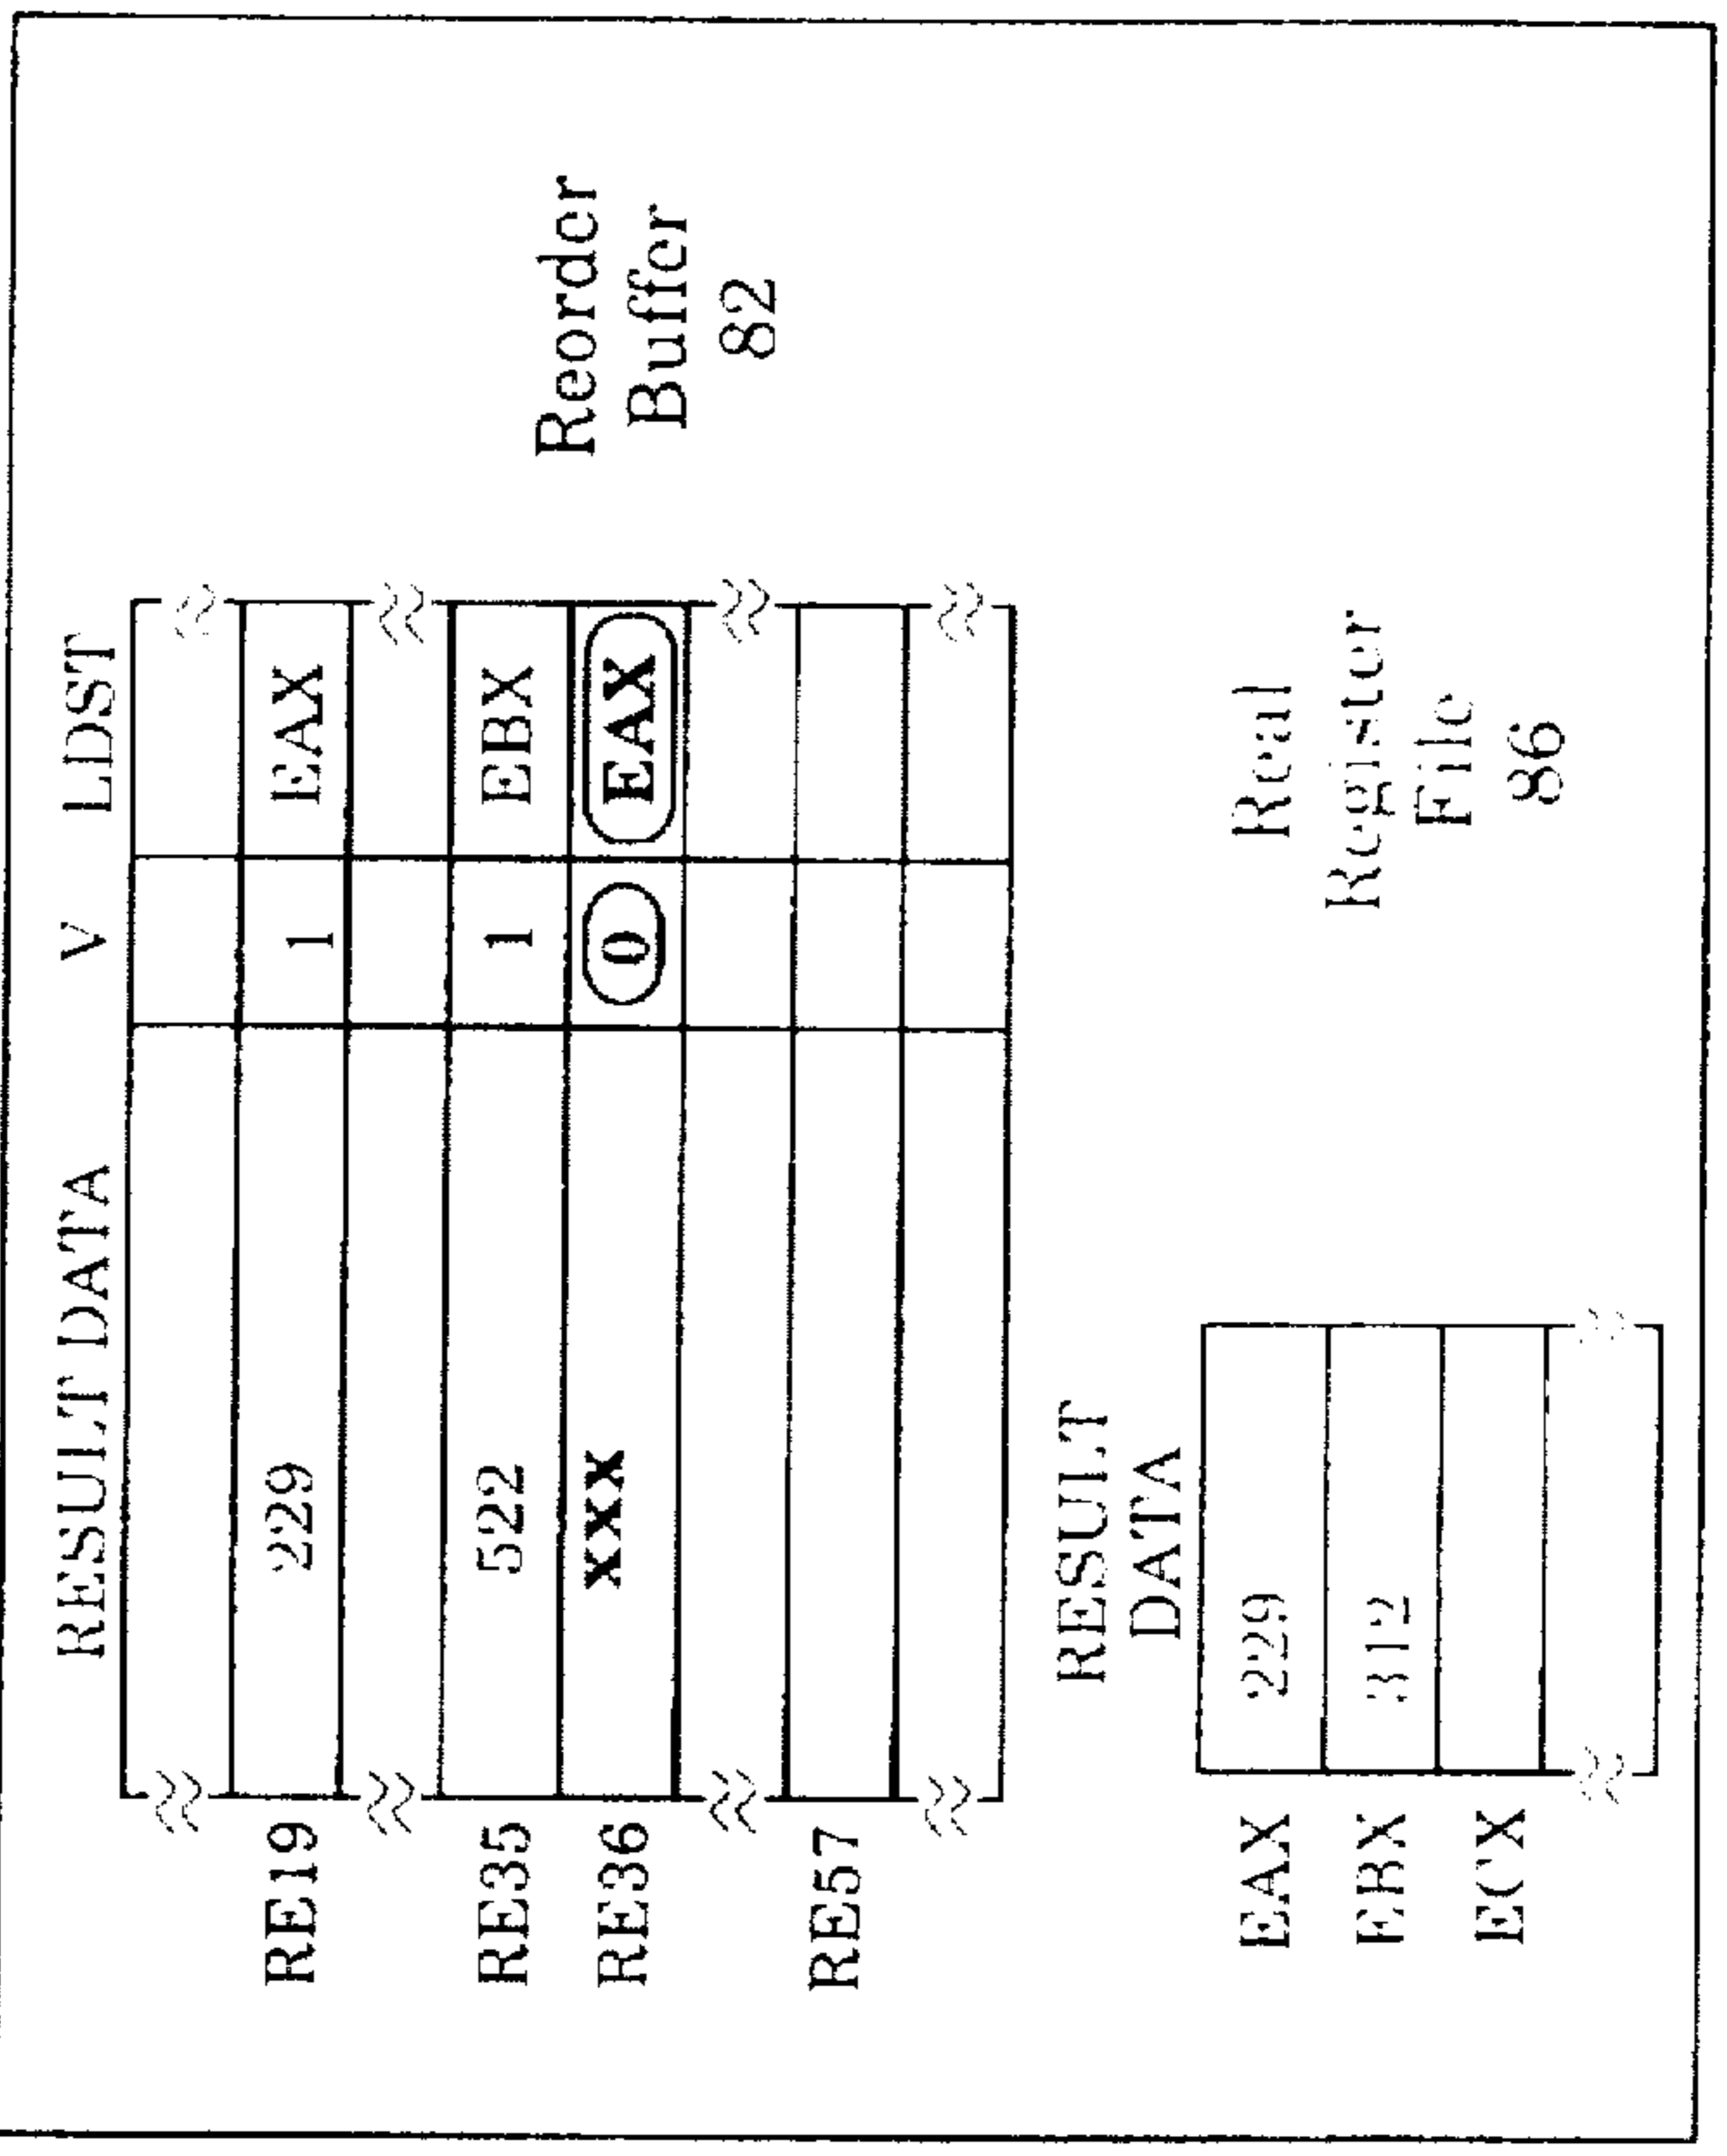 RESULT DATA V LDST
RE19 229 1 EAX
RE35 522 1 EBX
RE36 XXX 0 EAX
RE57
Reorder
Buffer
82
RESULT
DATA
EAX 229
EBX 312
ECX
Real
Register
File
86